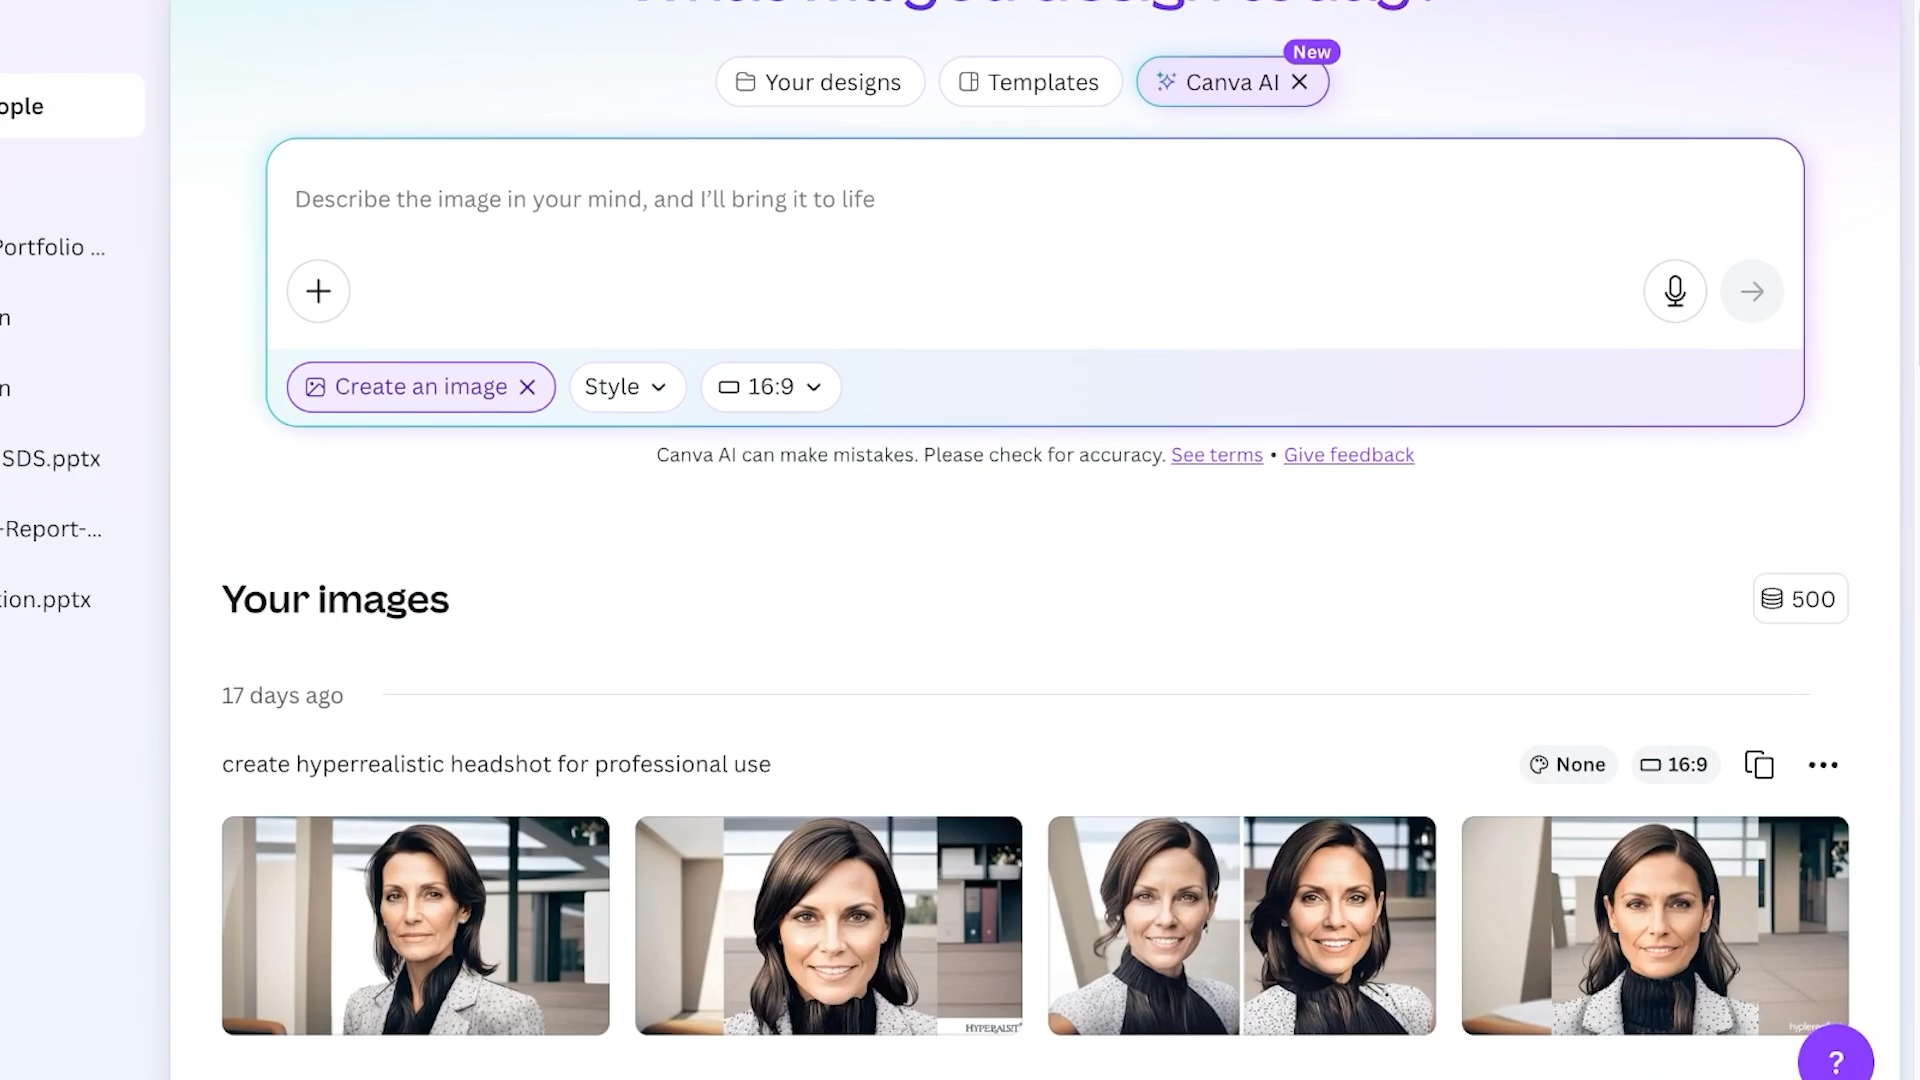 New
Your designs
Templates
Canva AI
ople
Describe the image in your mind, and I’ll bring it to life
Portfolio ...
n
n
Create an image
Style
16:9
SDS.pptx
Canva AI can make mistakes. Please check for accuracy. See terms • Give feedback
-Report-...
tion.pptx
Your images
500
17 days ago
create hyperrealistic headshot for professional use
None
16:9
HYPERALSIT
?